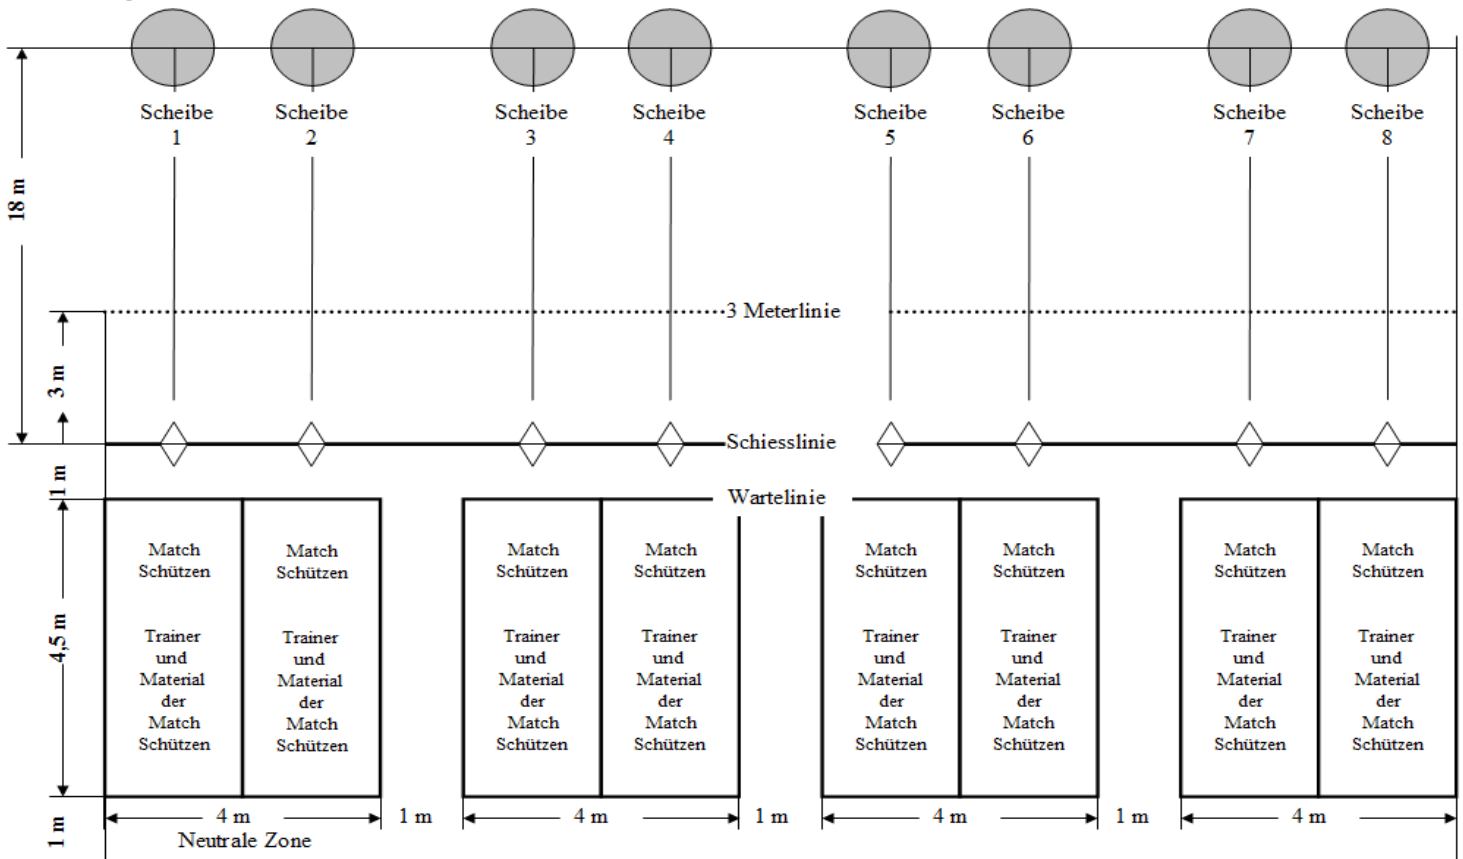 Scheibe
1
Scheibe
2
Scheibe
3
Scheibe
4
Scheibe
5
Scheibe
6
Scheibe
7
Scheibe
8
18 m
3 Meterlinie
3 m
Schiesslinie
1 m
Wartelinie
Match
Schützen
Match
Schützen
Match
Schützen
Match
Schützen
Match
Schützen
Match
Schützen
Match
Schützen
Match
Schützen
4,5 m
Trainer
und
Material
der
Match
Schützen
Trainer
und
Material
der
Match
Schützen
Trainer
und
Material
der
Match
Schützen
Trainer
und
Material
der
Match
Schützen
Trainer
und
Material
der
Match
Schützen
Trainer
und
Material
der
Match
Schützen
Trainer
und
Material
der
Match
Schützen
Trainer
und
Material
der
Match
Schützen
1 m
4 m
1 m
4 m
1 m
4 m
1 m
4 m
Neutrale Zone